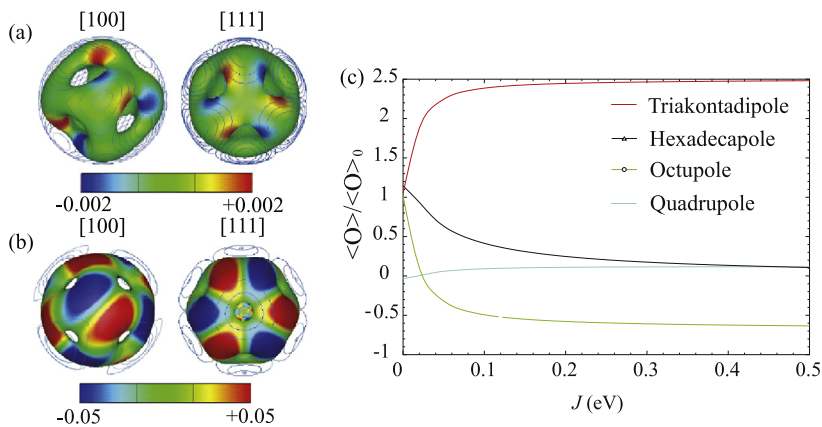 (a)
[100]
[111]
-0.002
+0.002
(b)
[100]
[111]
-0.05
+0.05
(c)
<O>/<O>₀
2.5
2
1.5
1
0.5
0
-0.5
-1
Triakontadipole
Hexadecapole
Octupole
Quadrupole
0
0.1
0.2
0.3
0.4
0.5
J (eV)